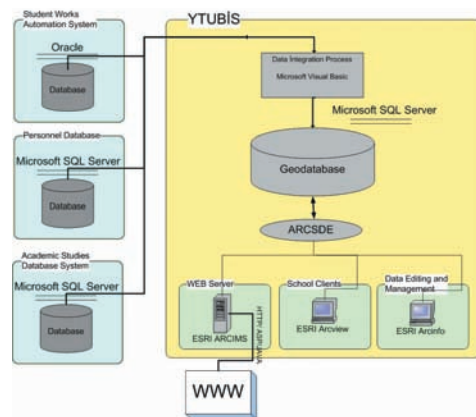 Student Works
Automation System
Oracle
Database
Personnel Database
Microsoft SQL Server
Database
Academic Studies
Database System
Microsoft SQL Server
Database
YTUBİS
Data Integration Process
Microsoft Visual Basic
Microsoft SQL Server
Geodatabase
ARCSDE
WEB Server
ESRI ARCIMS
HTTP/ASP/JAVA
School Clients
ESRI Arcview
Data Editing and
Management
ESRI Arcinfo
WWW